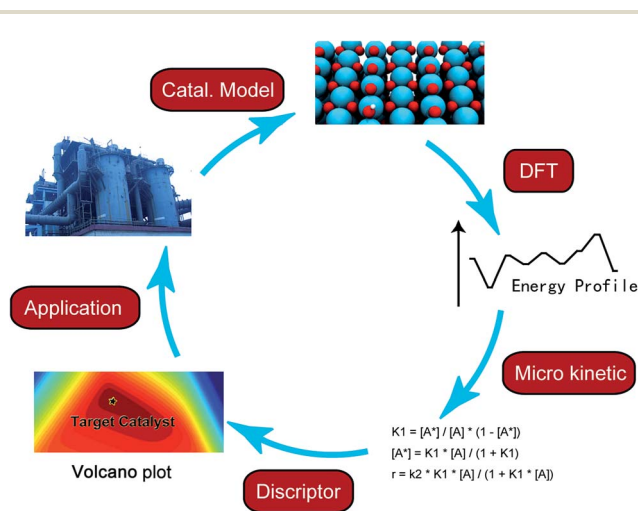 Catal. Model
DFT
Energy Profile
Micro kinetic
K1 = [A*] / [A] * (1 - [A*])
[A*] = K1 * [A] / (1 + K1)
r = k2 * K1 * [A] / (1 + K1 * [A])
Discriptor
Target Catalyst
Volcano plot
Application